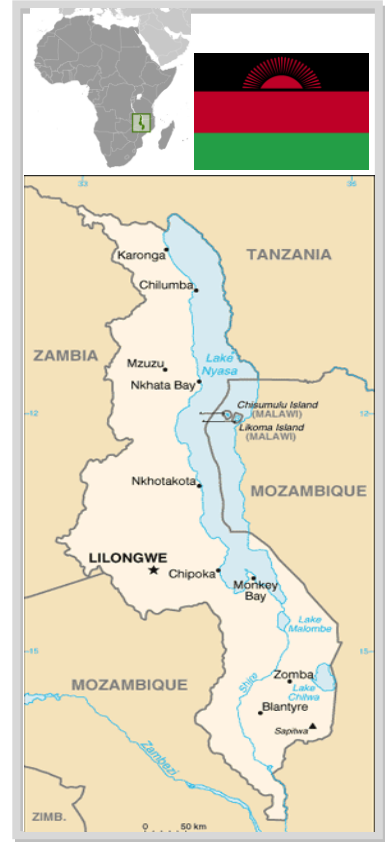 33
36
Karonga
TANZANIA
Chilumba
ZAMBIA
Lake
Nyasa
Mzuzu
Nkhata Bay
12
12
Chisumulu Island
(MALAWI)
Likoma Island
(MALAWI)
Nkhotakota
MOZAMBIQUE
LILONGWE
Chipoka
Monkey
Bay
Lake
Malombe
15
15
Zomba
Lake
Chilwa
MOZAMBIQUE
Shire
Blantyre
Sapitwa
Zambezi
ZIMB.
0 50 km